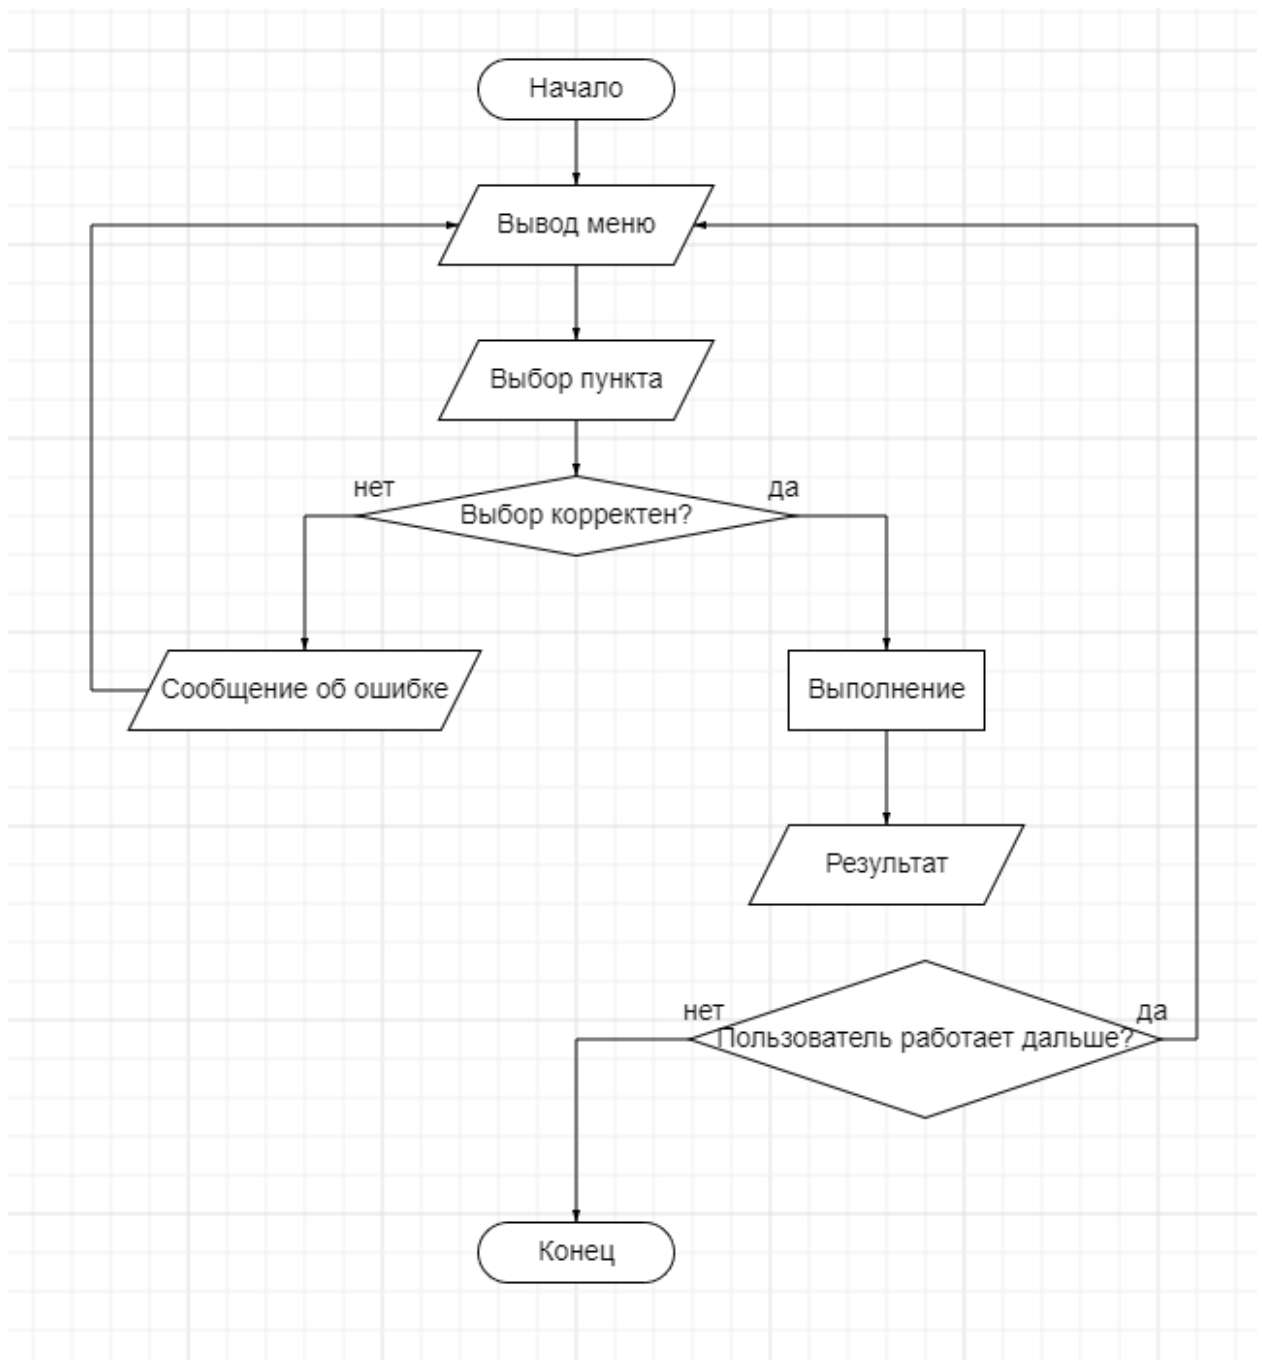 Начало
Вывод меню
Выбор пункта
нет
да
Выбор корректен?
Сообщение об ошибке
Выполнение
Результат
нет
да
Пользователь работает дальше?
Конец